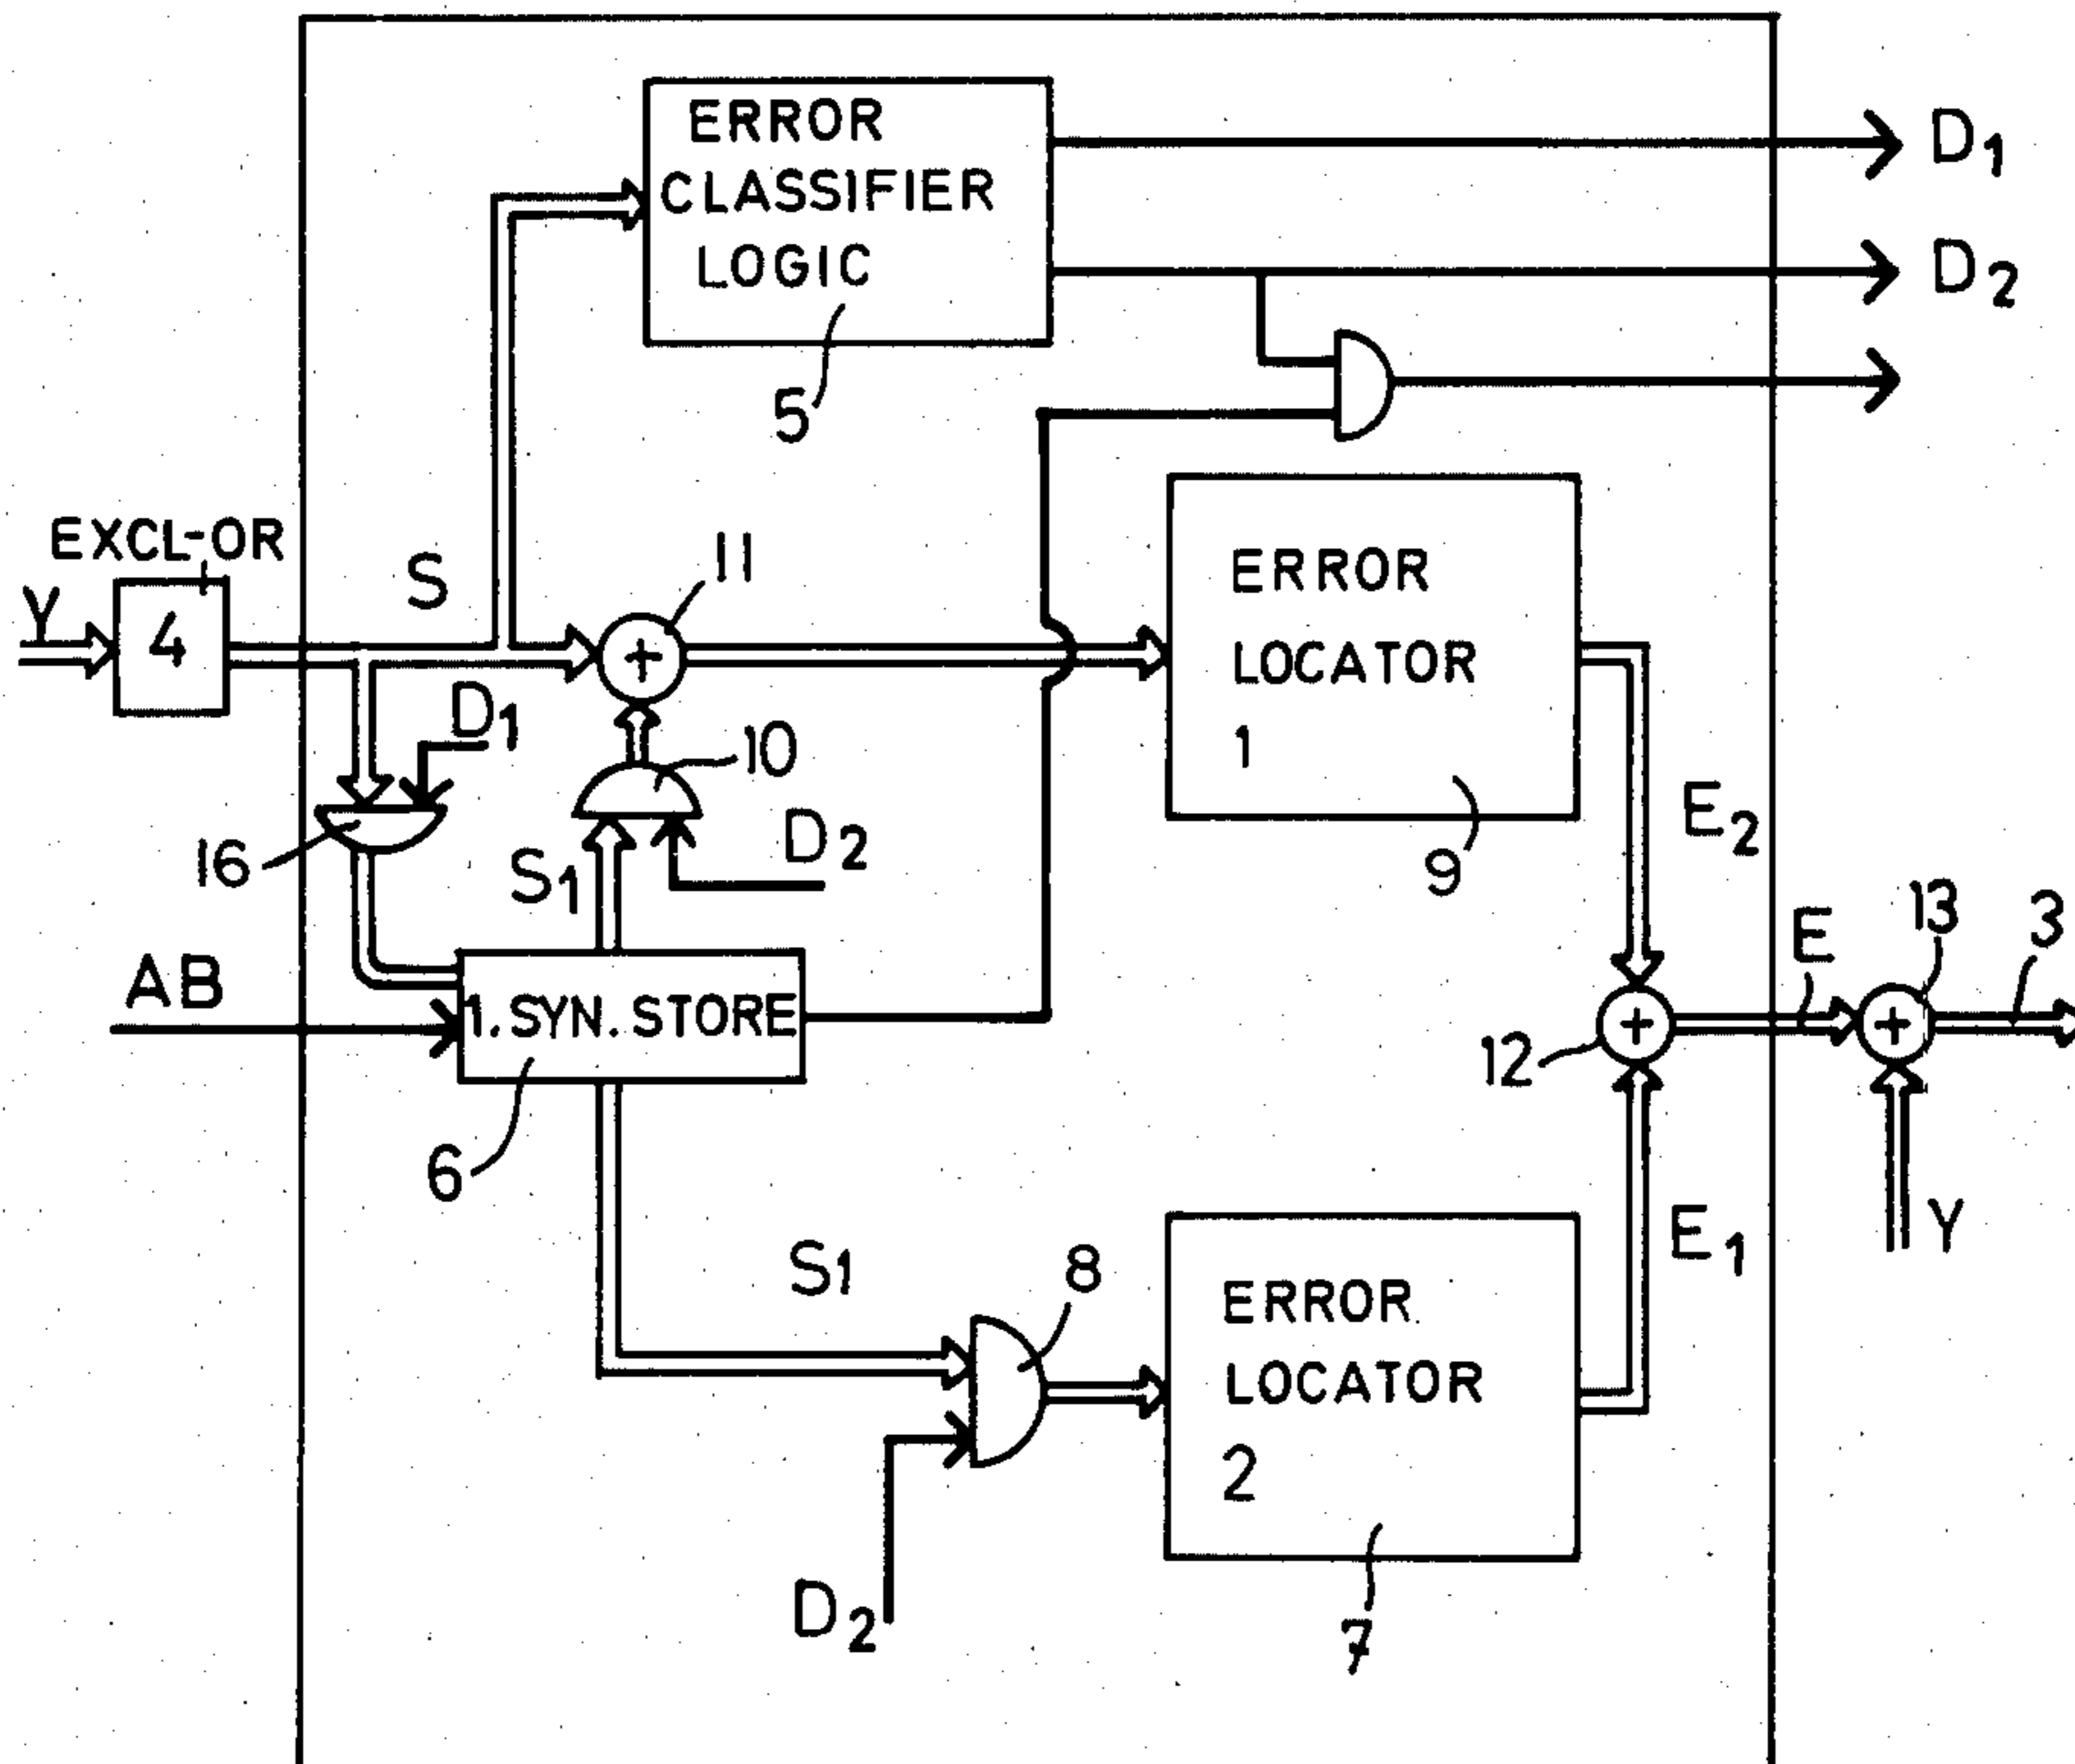 ERROR
CLASSIFIER
LOGIC
5
D1
D2
EXCL-OR
Y
4
S
11
ERROR
LOCATOR
1
9
D1
10
16
S1
D2
E2
AB
1. SYN. STORE
6
12
E
13
3
S1
8
ERROR
LOCATOR
2
7
E1
Y
D2